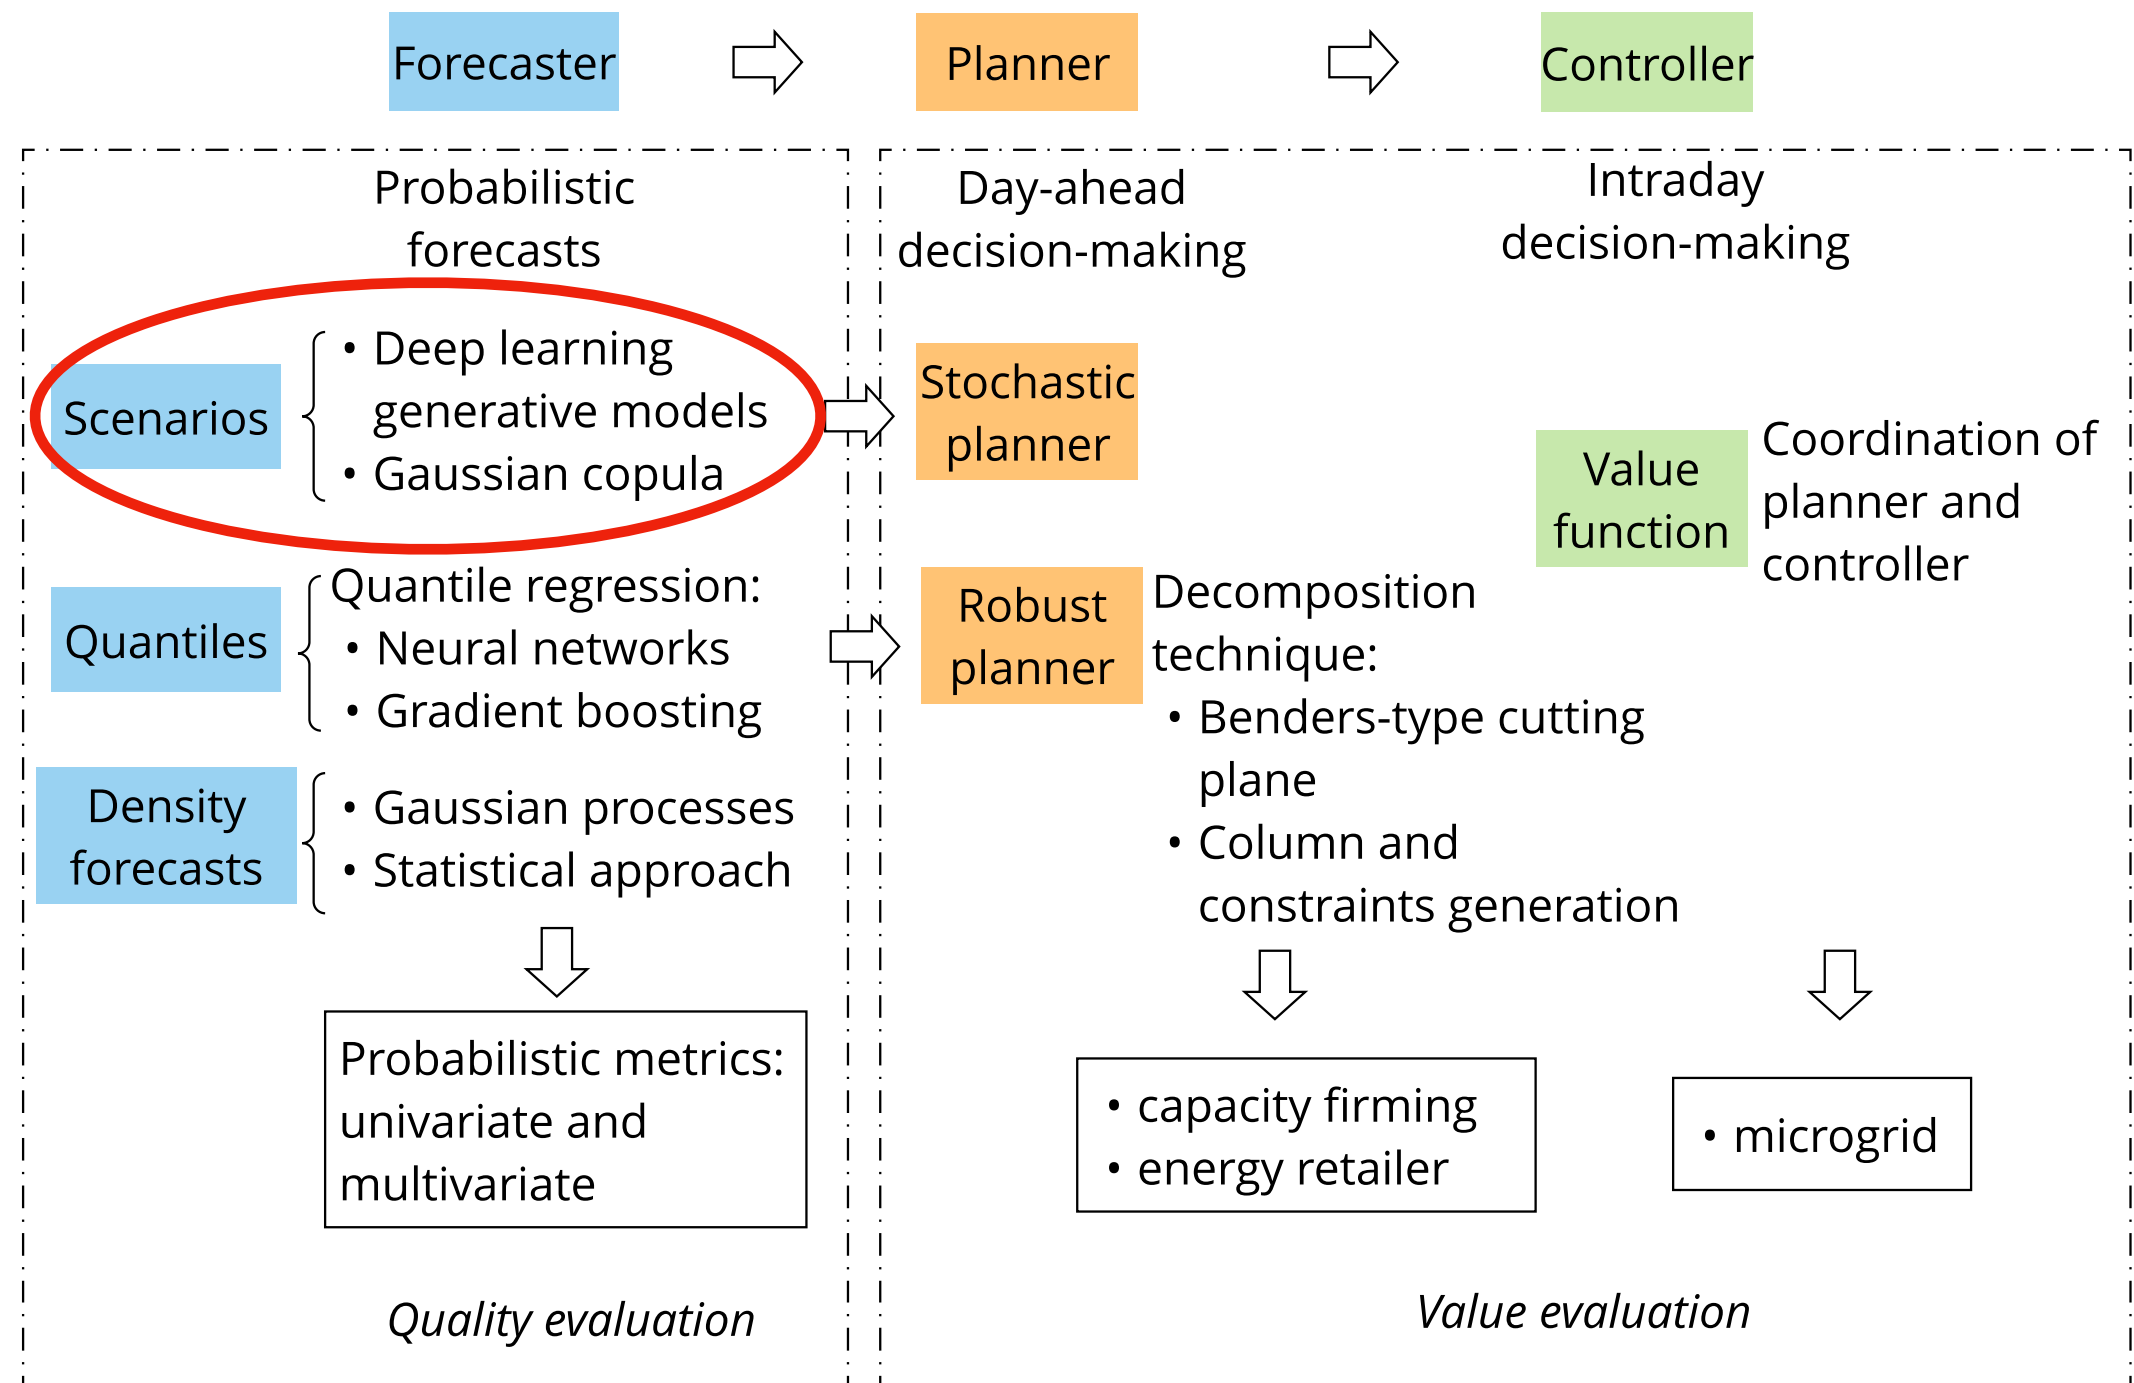 Forecaster
Planner
Controller
Probabilistic
forecasts
Scenarios
• Deep learning
generative models
• Gaussian copula
Quantiles
Quantile regression:
• Neural networks
• Gradient boosting
Density
forecasts
• Gaussian processes
• Statistical approach
Probabilistic metrics:
univariate and
multivariate
Quality evaluation
Day-ahead
decision-making
Intraday
decision-making
Stochastic
planner
Robust
planner
Decomposition
technique:
• Benders-type cutting
plane
• Column and
constraints generation
Value
function
Coordination of
planner and
controller
• capacity firming
• energy retailer
• microgrid
Value evaluation